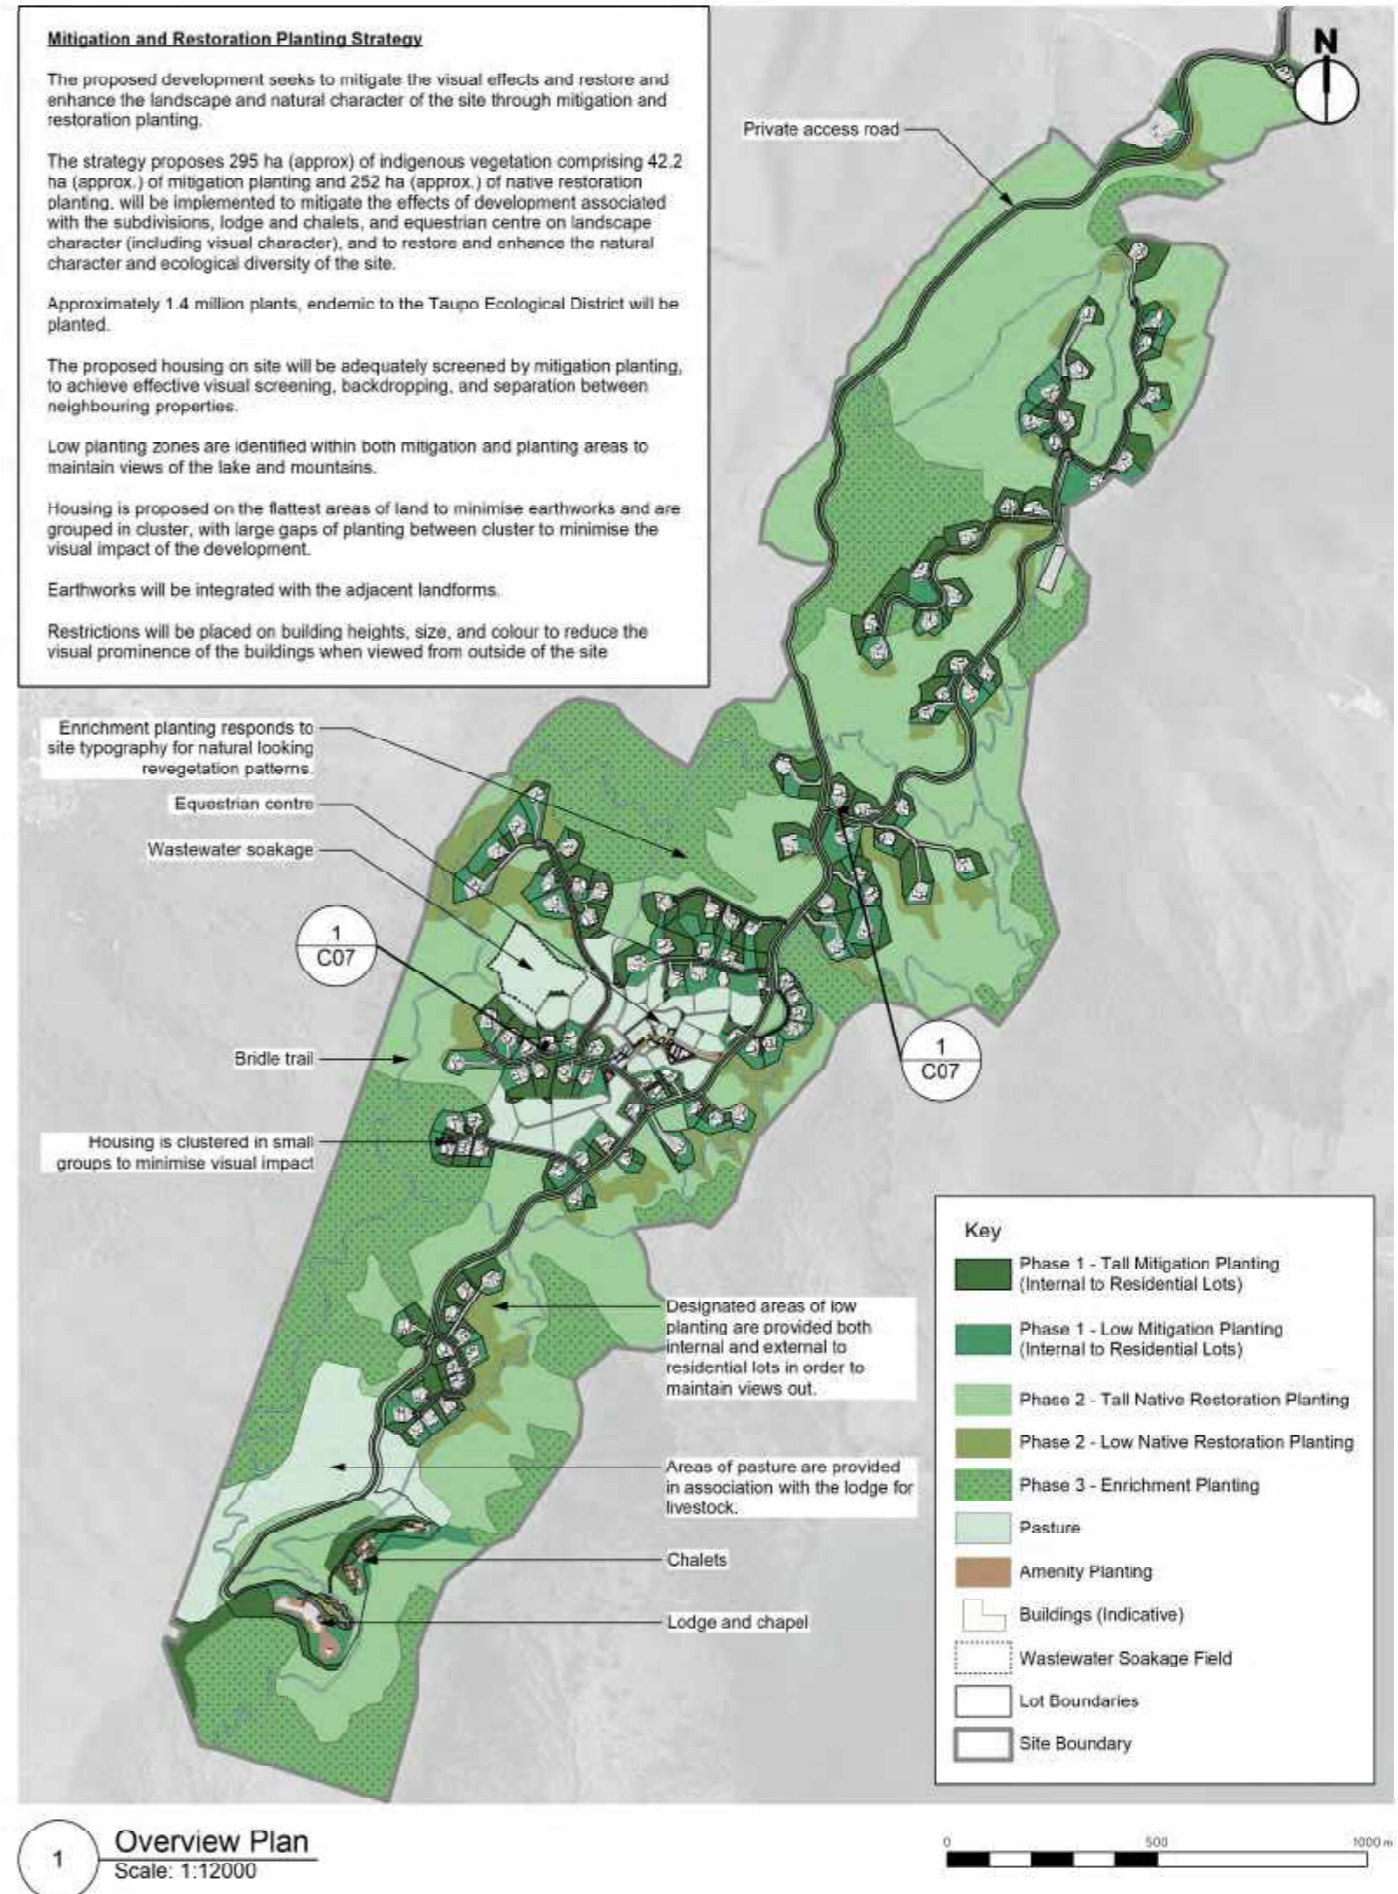 Mitigation and Restoration Planting Strategy
The proposed development seeks to mitigate the visual effects and restore and
enhance the landscape and natural character of the site through mitigation and
restoration planting.
The strategy proposes 295 ha (approx) of indigenous vegetation comprising 42.2
ha (approx.) of mitigation planting and 252 ha (approx.) of native restoration
planting, will be implemented to mitigate the effects of development associated
with the subdivisions, lodge and chalets, and equestrian centre on landscape
character (including visual character), and to restore and enhance the natural
character and ecological diversity of the site.
Approximately 1.4 million plants, endemic to the Taupo Ecological District will be
planted.
The proposed housing on site will be adequately screened by mitigation planting,
to achieve effective visual screening, backdropping, and separation between
neighbouring properties.
Low planting zones are identified within both mitigation and planting areas to
maintain views of the lake and mountains.
Housing is proposed on the flattest areas of land to minimise earthworks and are
grouped in cluster, with large gaps of planting between cluster to minimise the
visual impact of the development.
Earthworks will be integrated with the adjacent landforms.
Restrictions will be placed on building heights, size, and colour to reduce the
visual prominence of the buildings when viewed from outside of the site
N
Private access road
Enrichment planting responds to
site typography for natural looking
revegetation patterns.
Equestrian centre
Wastewater soakage
1
C07
Bridle trail
1
C07
Housing is clustered in small
groups to minimise visual impact
Designated areas of low
planting are provided both
internal and external to
residential lots in order to
maintain views out.
Areas of pasture are provided
in association with the lodge for
livestock.
Chalets
Lodge and chapel
Key
Phase 1 - Tall Mitigation Planting
(Internal to Residential Lots)
Phase 1 - Low Mitigation Planting
(Internal to Residential Lots)
Phase 2 - Tall Native Restoration Planting
Phase 2 - Low Native Restoration Planting
Phase 3 - Enrichment Planting
Pasture
Amenity Planting
Buildings (Indicative)
Wastewater Soakage Field
Lot Boundaries
Site Boundary
1
Overview Plan
Scale: 1:12000
0 500 1000 m